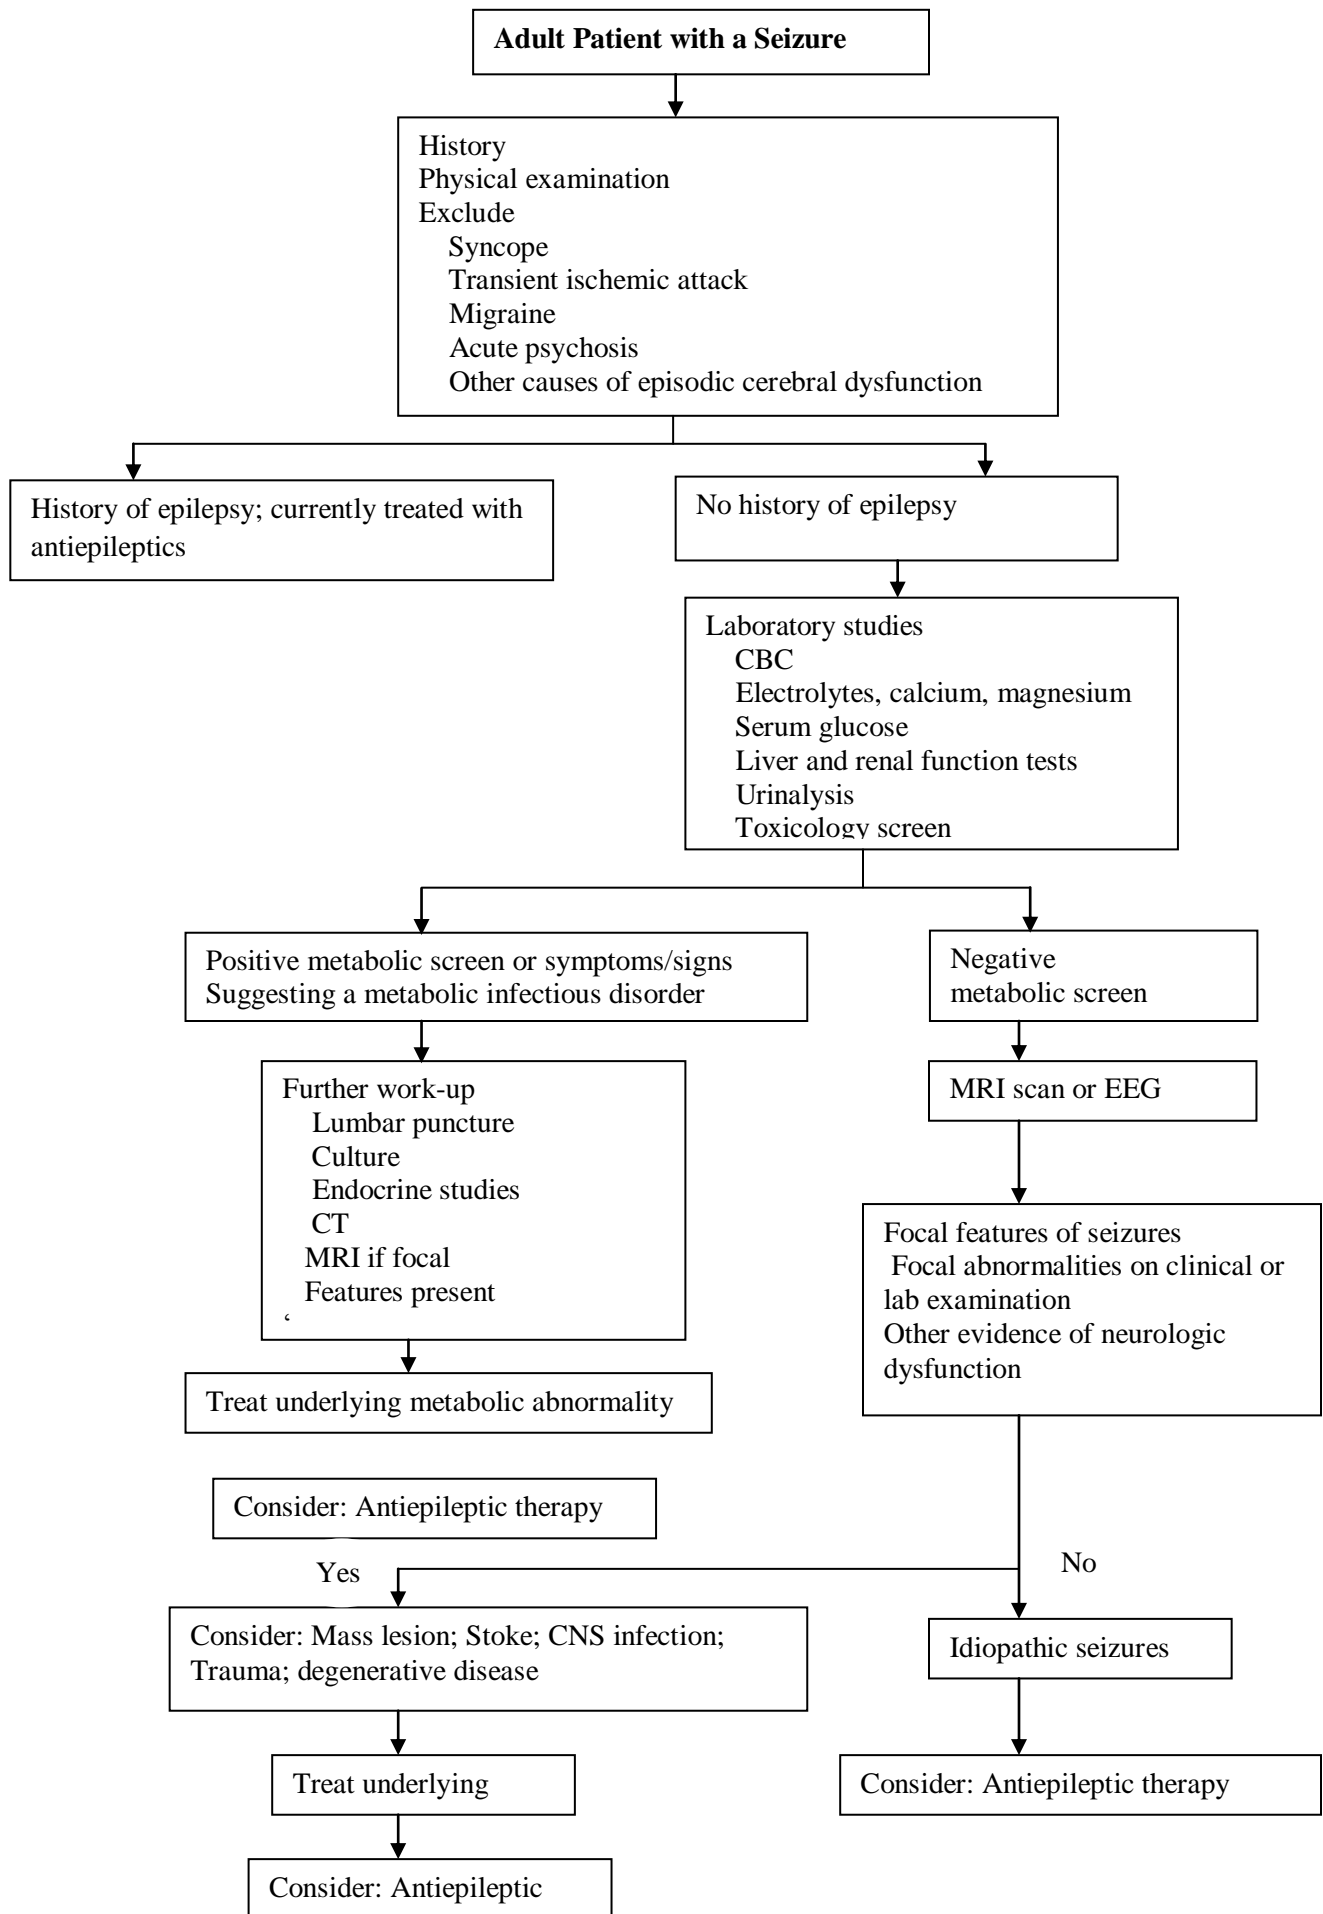 Adult Patient with a Seizure
History
Physical examination
Exclude
Syncope
Transient ischemic attack
Migraine
Acute psychosis
Other causes of episodic cerebral dysfunction
History of epilepsy; currently treated with
antiepileptics
No history of epilepsy
Laboratory studies
CBC
Electrolytes, calcium, magnesium
Serum glucose
Liver and renal function tests
Urinalysis
Toxicology screen
Positive metabolic screen or symptoms/signs
Suggesting a metabolic infectious disorder
Negative
metabolic screen
Further work-up
Lumbar puncture
Culture
Endocrine studies
CT
MRI if focal
Features present
‘
MRI scan or EEG
Focal features of seizures
Focal abnormalities on clinical or
lab examination
Other evidence of neurologic
dysfunction
Treat underlying metabolic abnormality
Consider: Antiepileptic therapy
Yes
No
Consider: Mass lesion; Stoke; CNS infection;
Trauma; degenerative disease
Idiopathic seizures
Treat underlying
Consider: Antiepileptic therapy
Consider: Antiepileptic